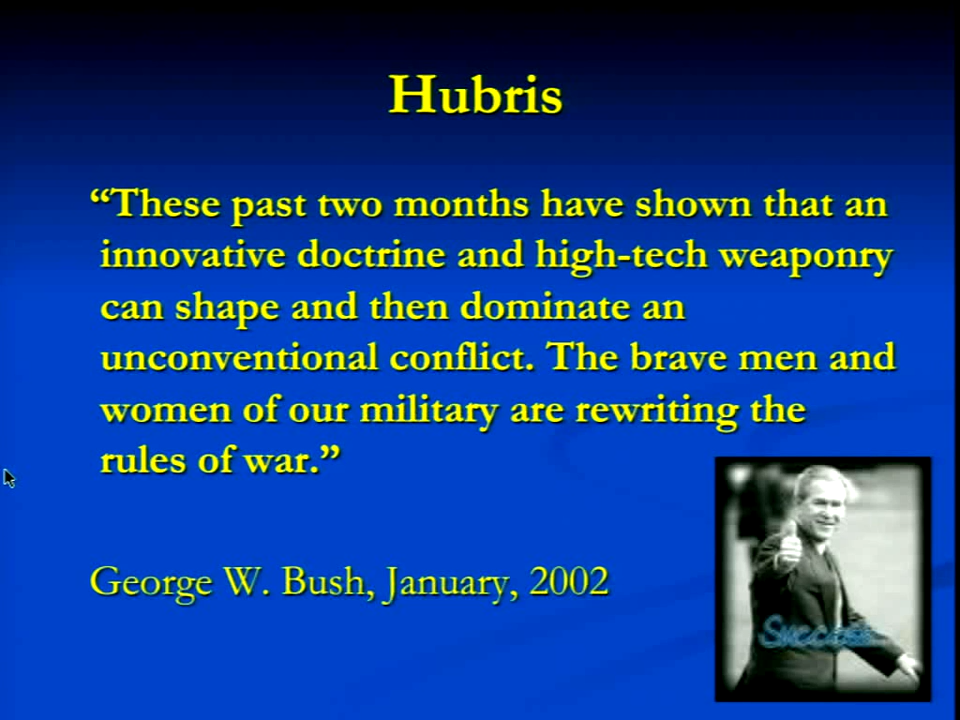 Hubris
“These past two months have shown that an
innovative doctrine and high-tech weaponry
can shape and then dominate an
unconventional conflict. The brave men and
women of our military are rewriting the
rules of war.”
George W. Bush, January, 2002
Success